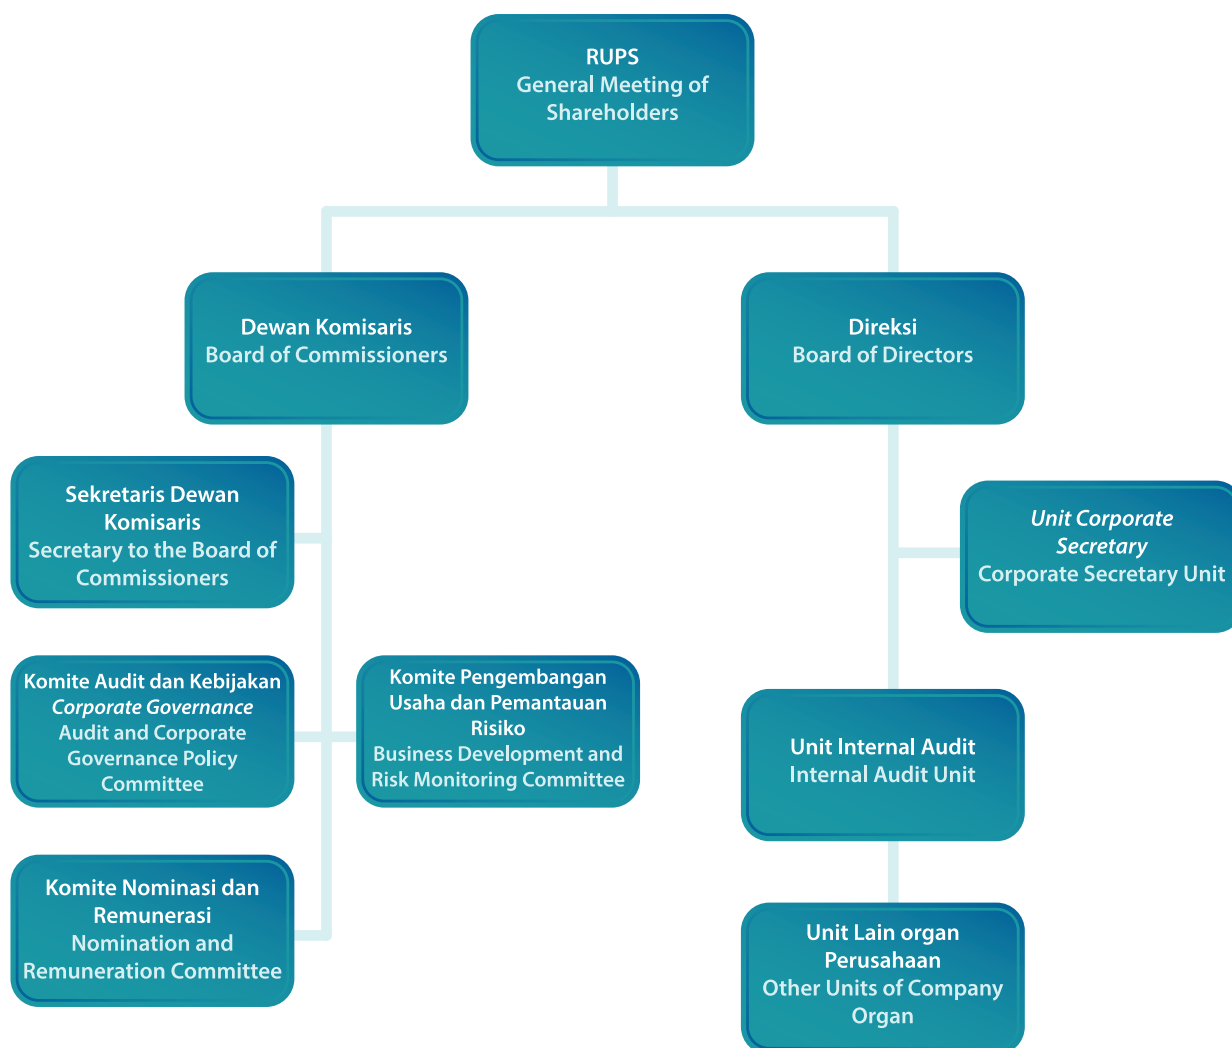 RUPS
General Meeting of
Shareholders
Dewan Komisaris
Board of Commissioners
Direksi
Board of Directors
Sekretaris Dewan
Komisaris
Secretary to the Board of
Commissioners
Unit Corporate
Secretary
Corporate Secretary Unit
Komite Audit dan Kebijakan
Corporate Governance
Audit and Corporate
Governance Policy
Committee
Komite Pengembangan
Usaha dan Pemantauan
Risiko
Business Development and
Risk Monitoring Committee
Unit Internal Audit
Internal Audit Unit
Komite Nominasi dan
Remunerasi
Nomination and
Remuneration Committee
Unit Lain organ
Perusahaan
Other Units of Company
Organ